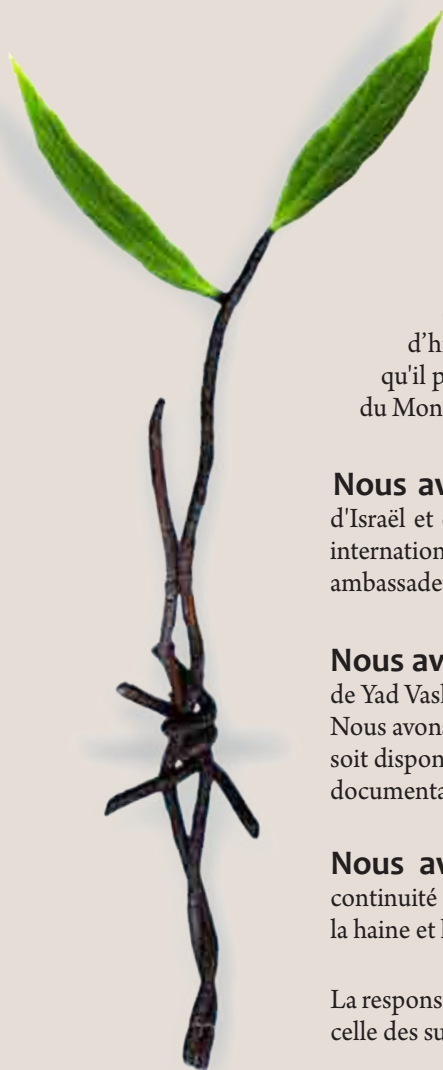 d’h
qu'il p
du Mon
Nous av
d'Israël et
internation
ambassade
Nous av
de Yad Vas
Nous avon
soit dispon
documenta
Nous av
continuité
la haine et
La respons
celle des su